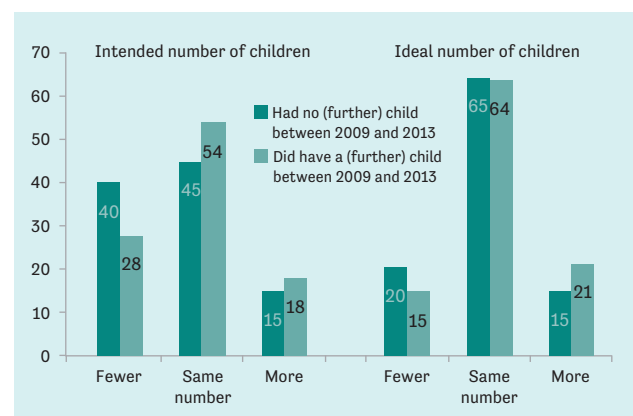 Intended number of children
Ideal number of children
70
60
50
40
30
20
10
0
Had no (further) child
between 2009 and 2013
Did have a (further) child
between 2009 and 2013
40
28
45
54
15
18
20
15
65
64
15
21
Fewer
Same
number
More
Fewer
Same
number
More